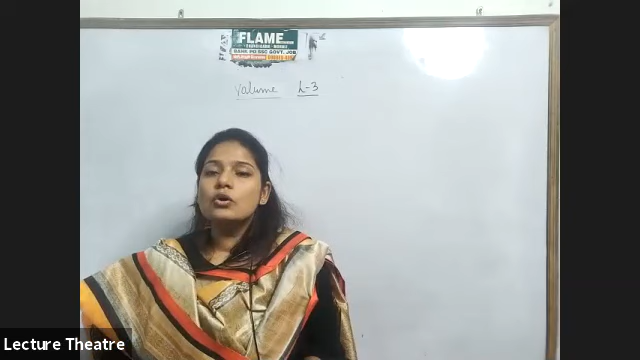 FLAME
BANK PO SSC GOVT. JOB
Volume L-3
Lecture Theatre